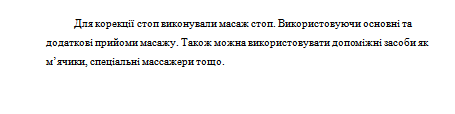 Для корекції стоп виконували масаж стоп. Використовуючи основні та
додаткові прийоми масажу. Також можна використовувати допоміжні засоби як
м’ячики, спеціальні массажери тощо.